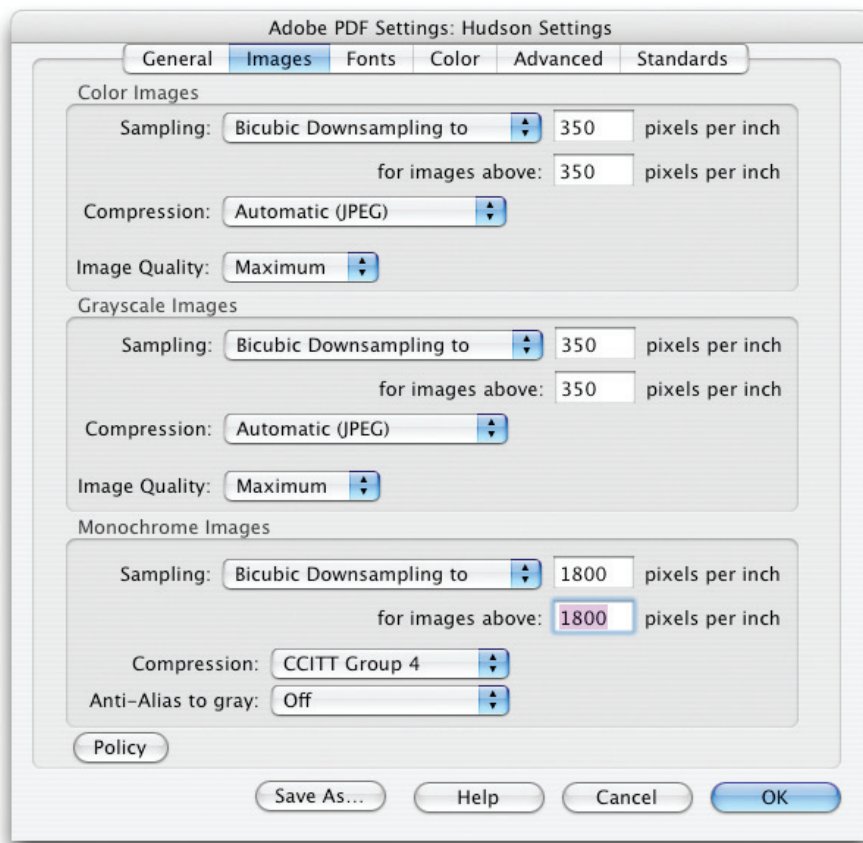 Adobe PDF Settings: Hudson Settings
General Images Fonts Color Advanced Standards
Color Images
Sampling: Bicubic Downsampling to 350 pixels per inch
for images above: 350 pixels per inch
Compression: Automatic (JPEG)
Image Quality: Maximum
Grayscale Images
Sampling: Bicubic Downsampling to 350 pixels per inch
for images above: 350 pixels per inch
Compression: Automatic (JPEG)
Image Quality: Maximum
Monochrome Images
Sampling: Bicubic Downsampling to 1800 pixels per inch
for images above: 1800 pixels per inch
Compression: CCITT Group 4
Anti-Alias to gray: Off
Policy
Save As... Help Cancel OK